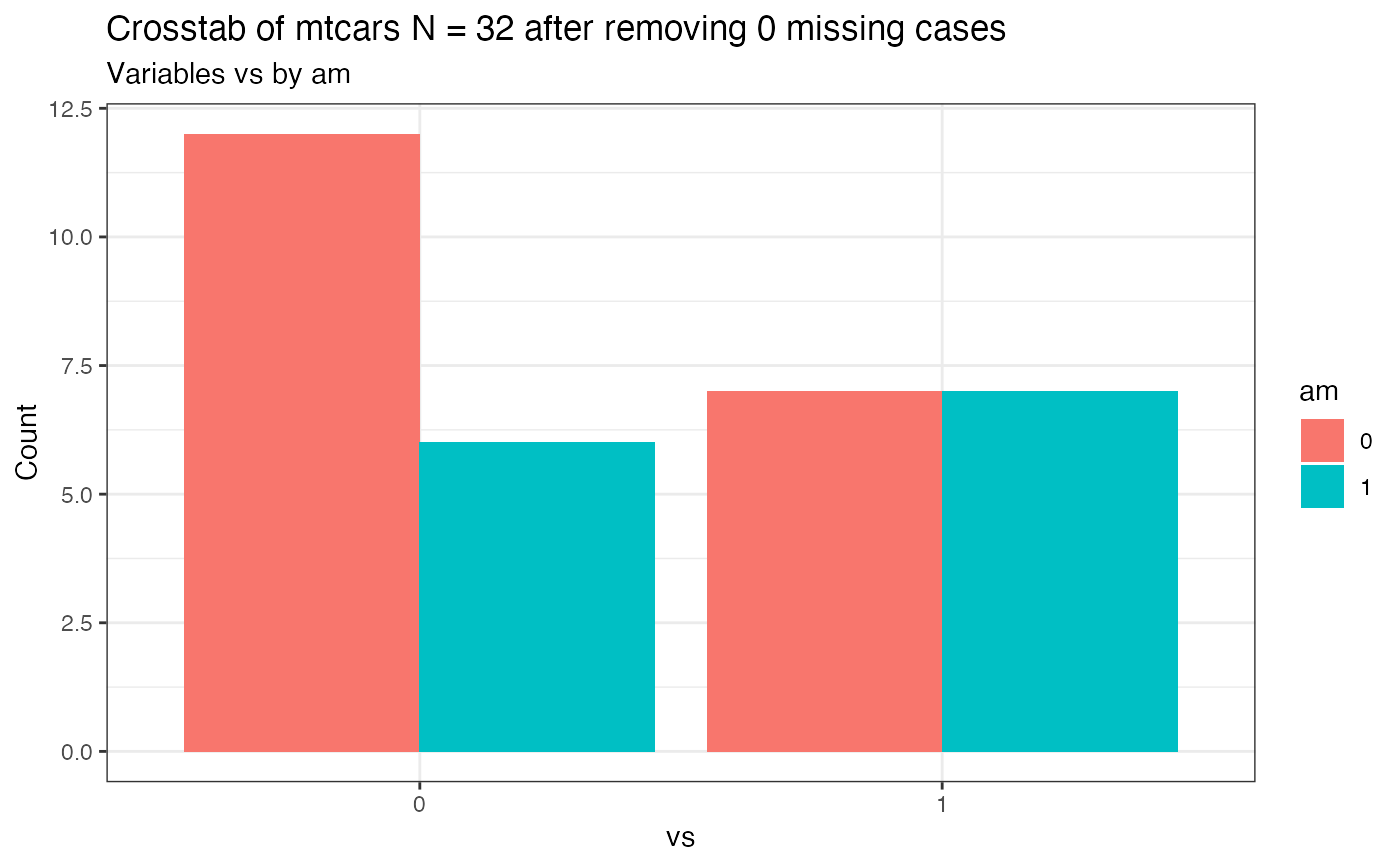 Crosstab of mtcars N = 32 after removing 0 missing cases
Variables vs by am
12.5
10.0
7.5
5.0
2.5
0.0
Count
0
1
vs
am
0
1